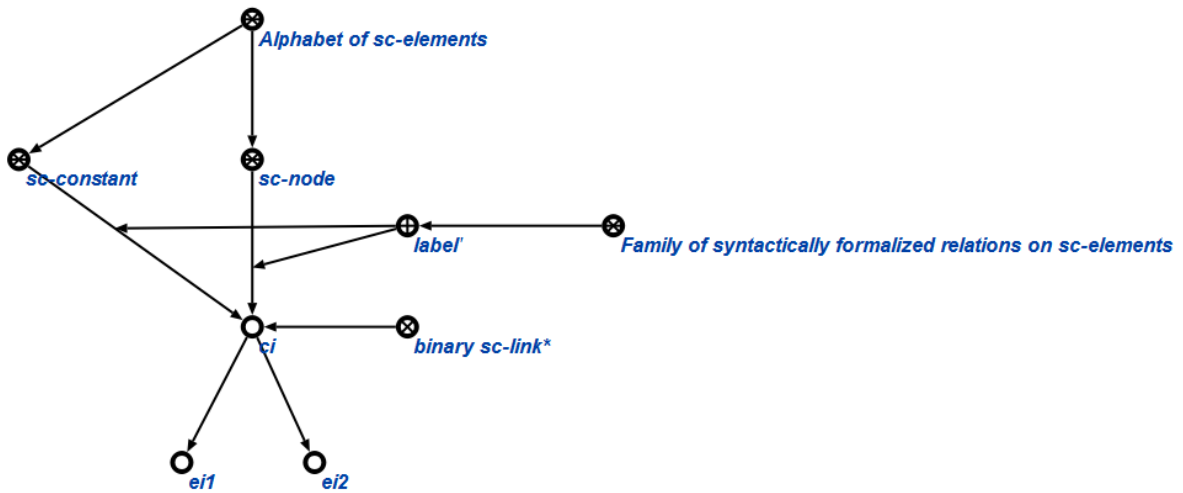 Alphabet of sc-elements
sc-constant
sc-node
label'
Family of syntactically formalized relations on sc-elements
ci
binary sc-link*
ei1
ei2